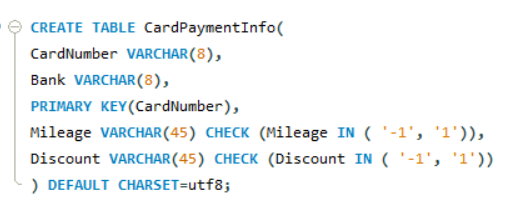 CREATE TABLE CardPaymentInfo(
CardNumber VARCHAR(8),
Bank VARCHAR(8),
PRIMARY KEY(CardNumber),
Mileage VARCHAR(45) CHECK (Mileage IN ( '-1', '1')),
Discount VARCHAR(45) CHECK (Discount IN ( '-1', '1'))
) DEFAULT CHARSET=utf8;